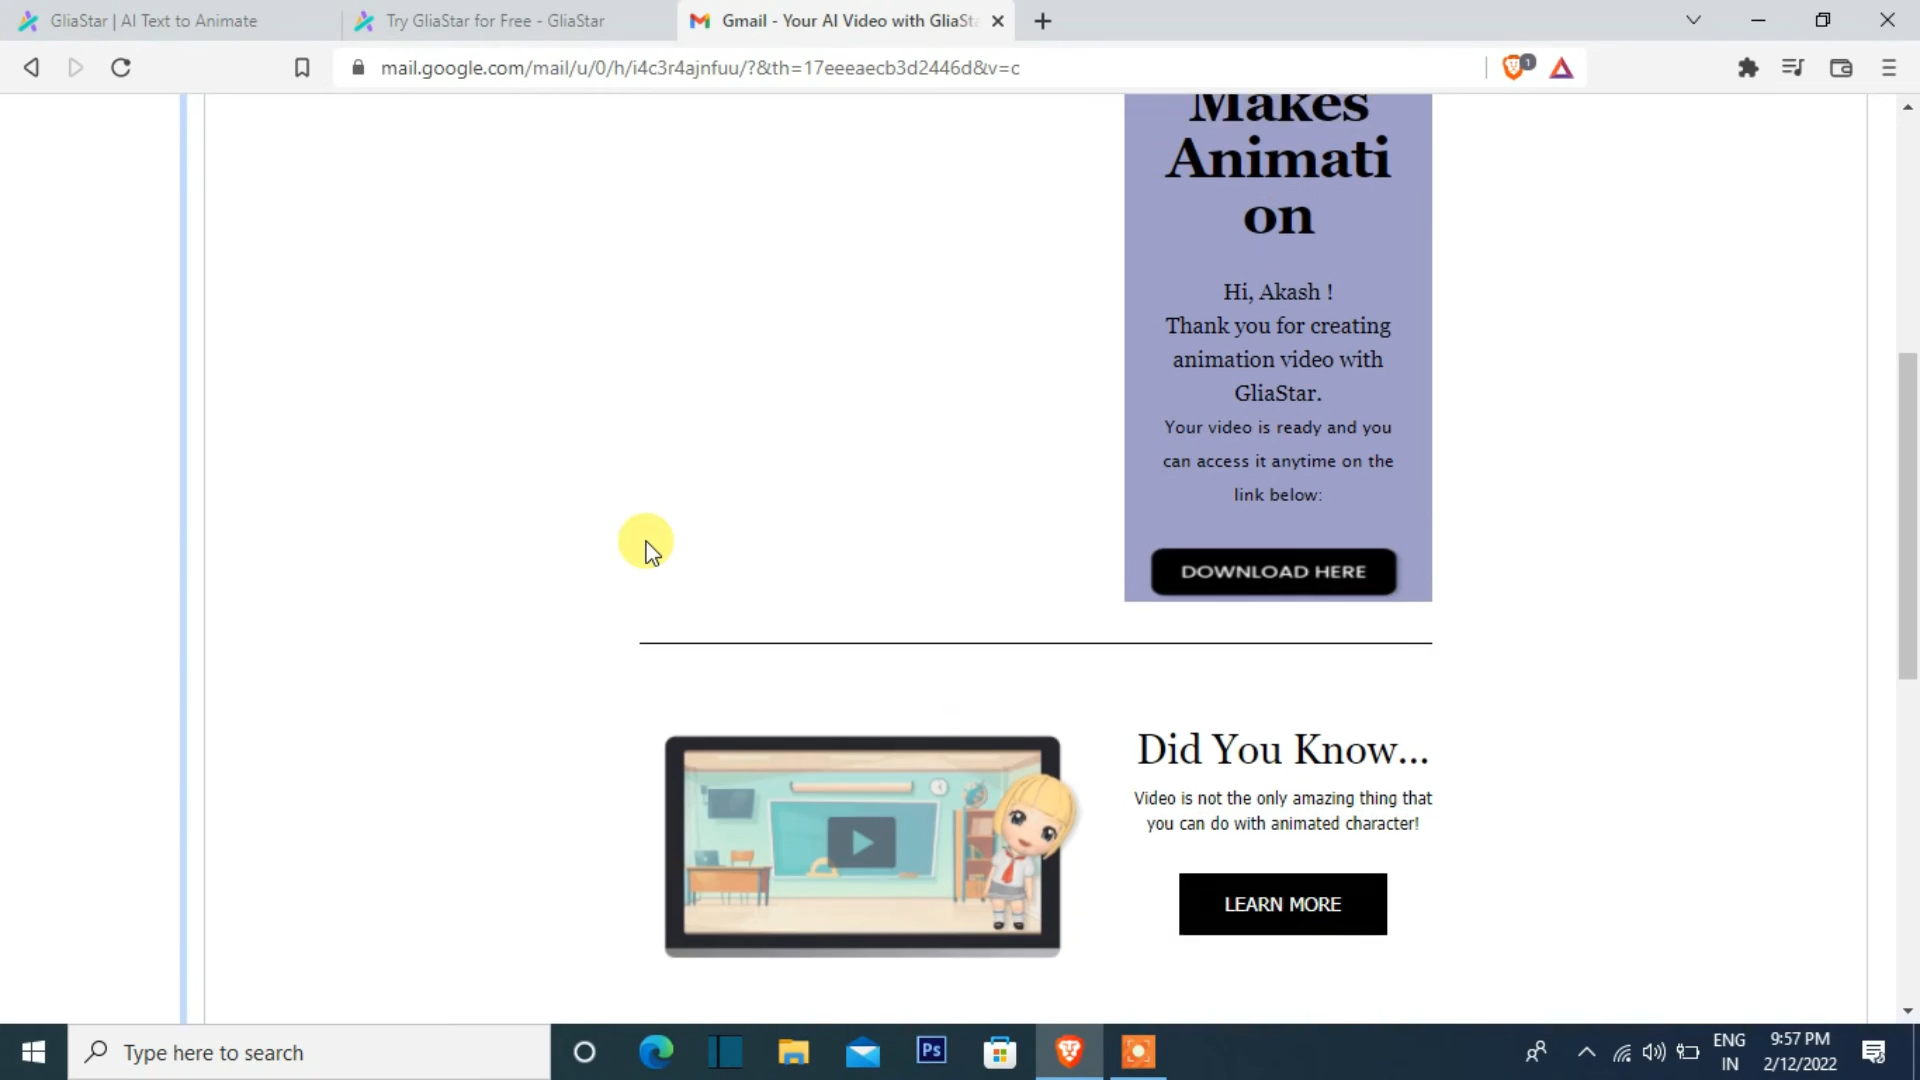 GliaStar | AI Text to Animate
Try GliaStar for Free - GliaStar
Gmail - Your AI Video with GliaSta
mail.google.com/mail/u/0/h/i4c3r4ajnfuu/?&th=17eeeaecb3d2446d&v=c
1
Makes
Animati
on
Hi, Akash !
Thank you for creating
animation video with
GliaStar.
Your video is ready and you
can access it anytime on the
link below:
DOWNLOAD HERE
Did You Know...
Video is not the only amazing thing that
you can do with animated character!
LEARN MORE
Type here to search
Ps
ENG
IN
9:57 PM
2/12/2022